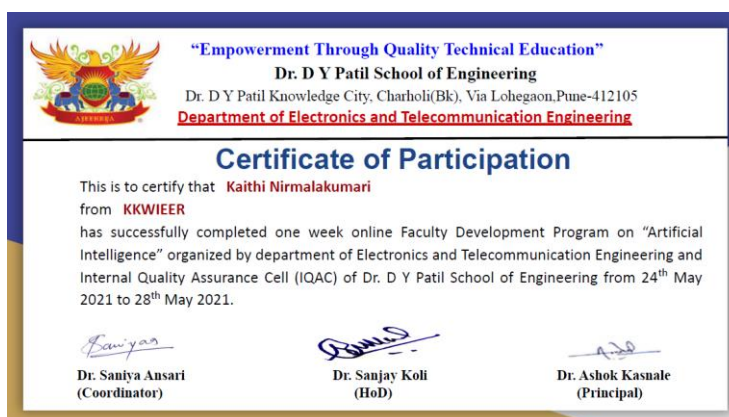 “Empowerment Through Quality Technical Education”
Dr. D Y Patil School of Engineering
Dr. D Y Patil Knowledge City, Charholi(Bk), Via Lohegaon,Pune-412105
Department of Electronics and Telecommunication Engineering
AJEENKYA
Certificate of Participation
This is to certify that Kaithi Nirmalakumari
from KKWIEER
has successfully completed one week online Faculty Development Program on “Artificial
Intelligence” organized by department of Electronics and Telecommunication Engineering and
Internal Quality Assurance Cell (IQAC) of Dr. D Y Patil School of Engineering from 24th May
2021 to 28th May 2021.
Saniyas
Dr. Saniya Ansari
(Coordinator)
Dr. Sanjay Koli
(HoD)
Dr. Ashok Kasnale
(Principal)